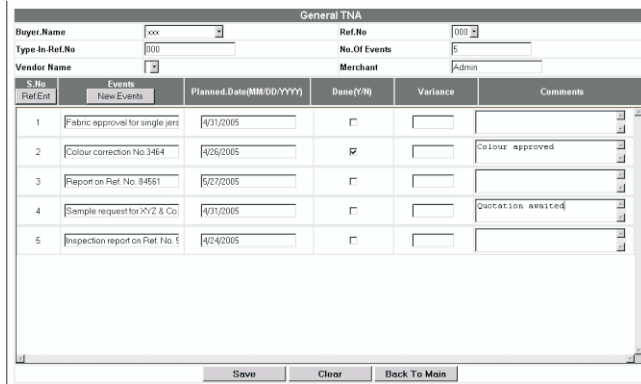 General TNA
Buyer.Name xxx Ref.No 000
Type-In-Ref.No 000 No.Of Events 5
Vendor Name Merchant Admin
S.No Events Planned.Date(MM/DD/YYYY) Done(Y/N) Variance Comments
Ref.Ent New.Events
1 Fabric approval for single jers 4/31/2005
2 Colour correction No.3464 4/26/2005 Colour approved
3 Report on Ref. No. 84561 5/27/2005
4 Sample request for XYZ & Co. 4/31/2005 Quotation awaited
5 Inspection report on Ref. No. 5 4/24/2005
Save Clear Back To Main